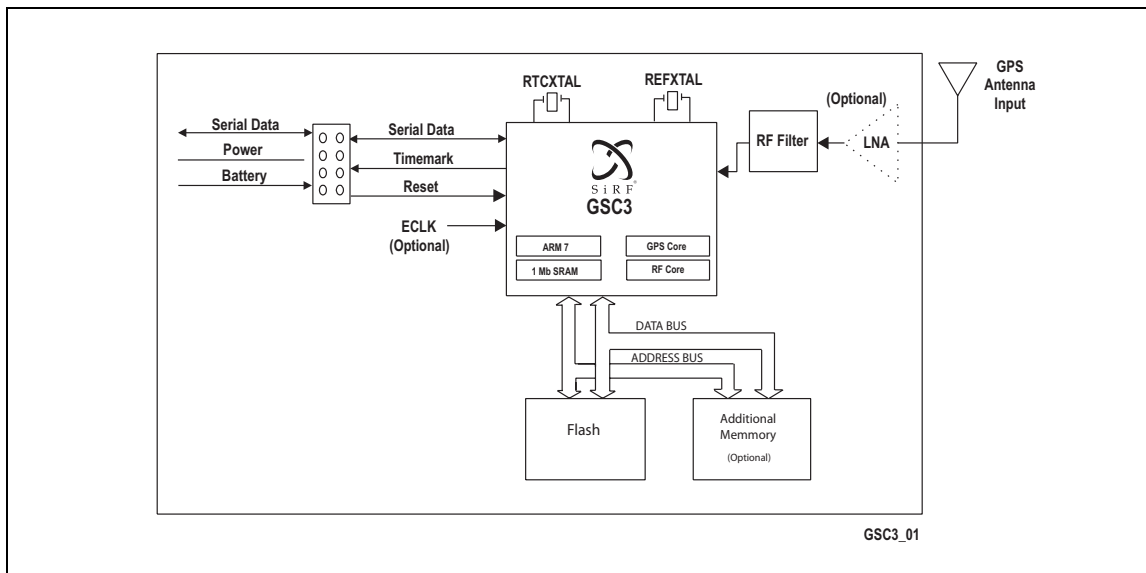 RTCXTAL
REFXTAL
GPS
Antenna
Input
(Optional)
Serial Data
Power
Battery
Serial Data
Timemark
Reset
ECLK
(Optional)
RF Filter
LNA
SiRF®
GSC3
ARM 7
GPS Core
1 Mb SRAM
RF Core
DATA BUS
ADDRESS BUS
Flash
Additional
Memmory
(Optional)
GSC3_01